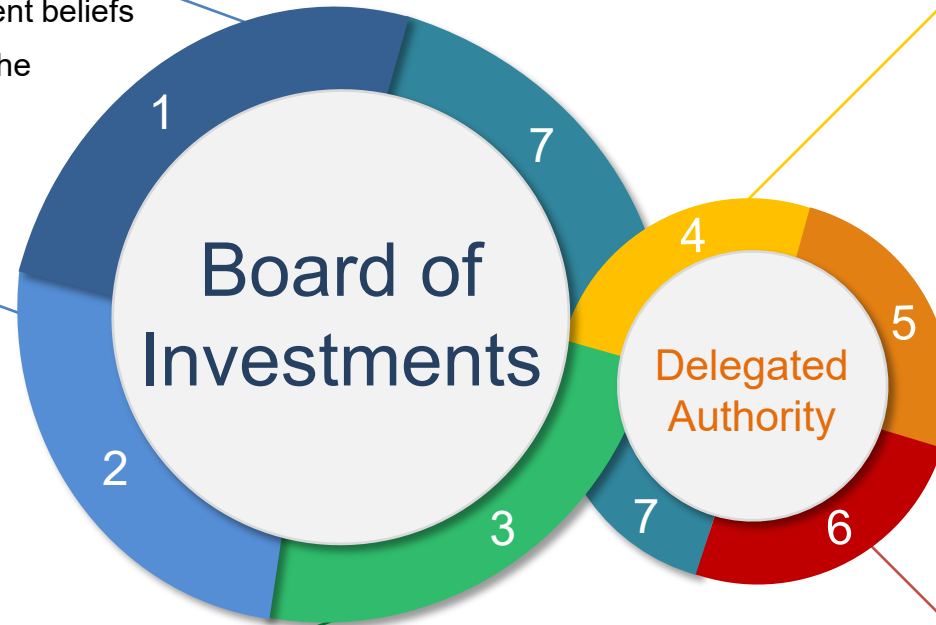 ent beliefs
he
1
7
Board of
Investments
2
3
4
5
Delegated
Authority
7
6